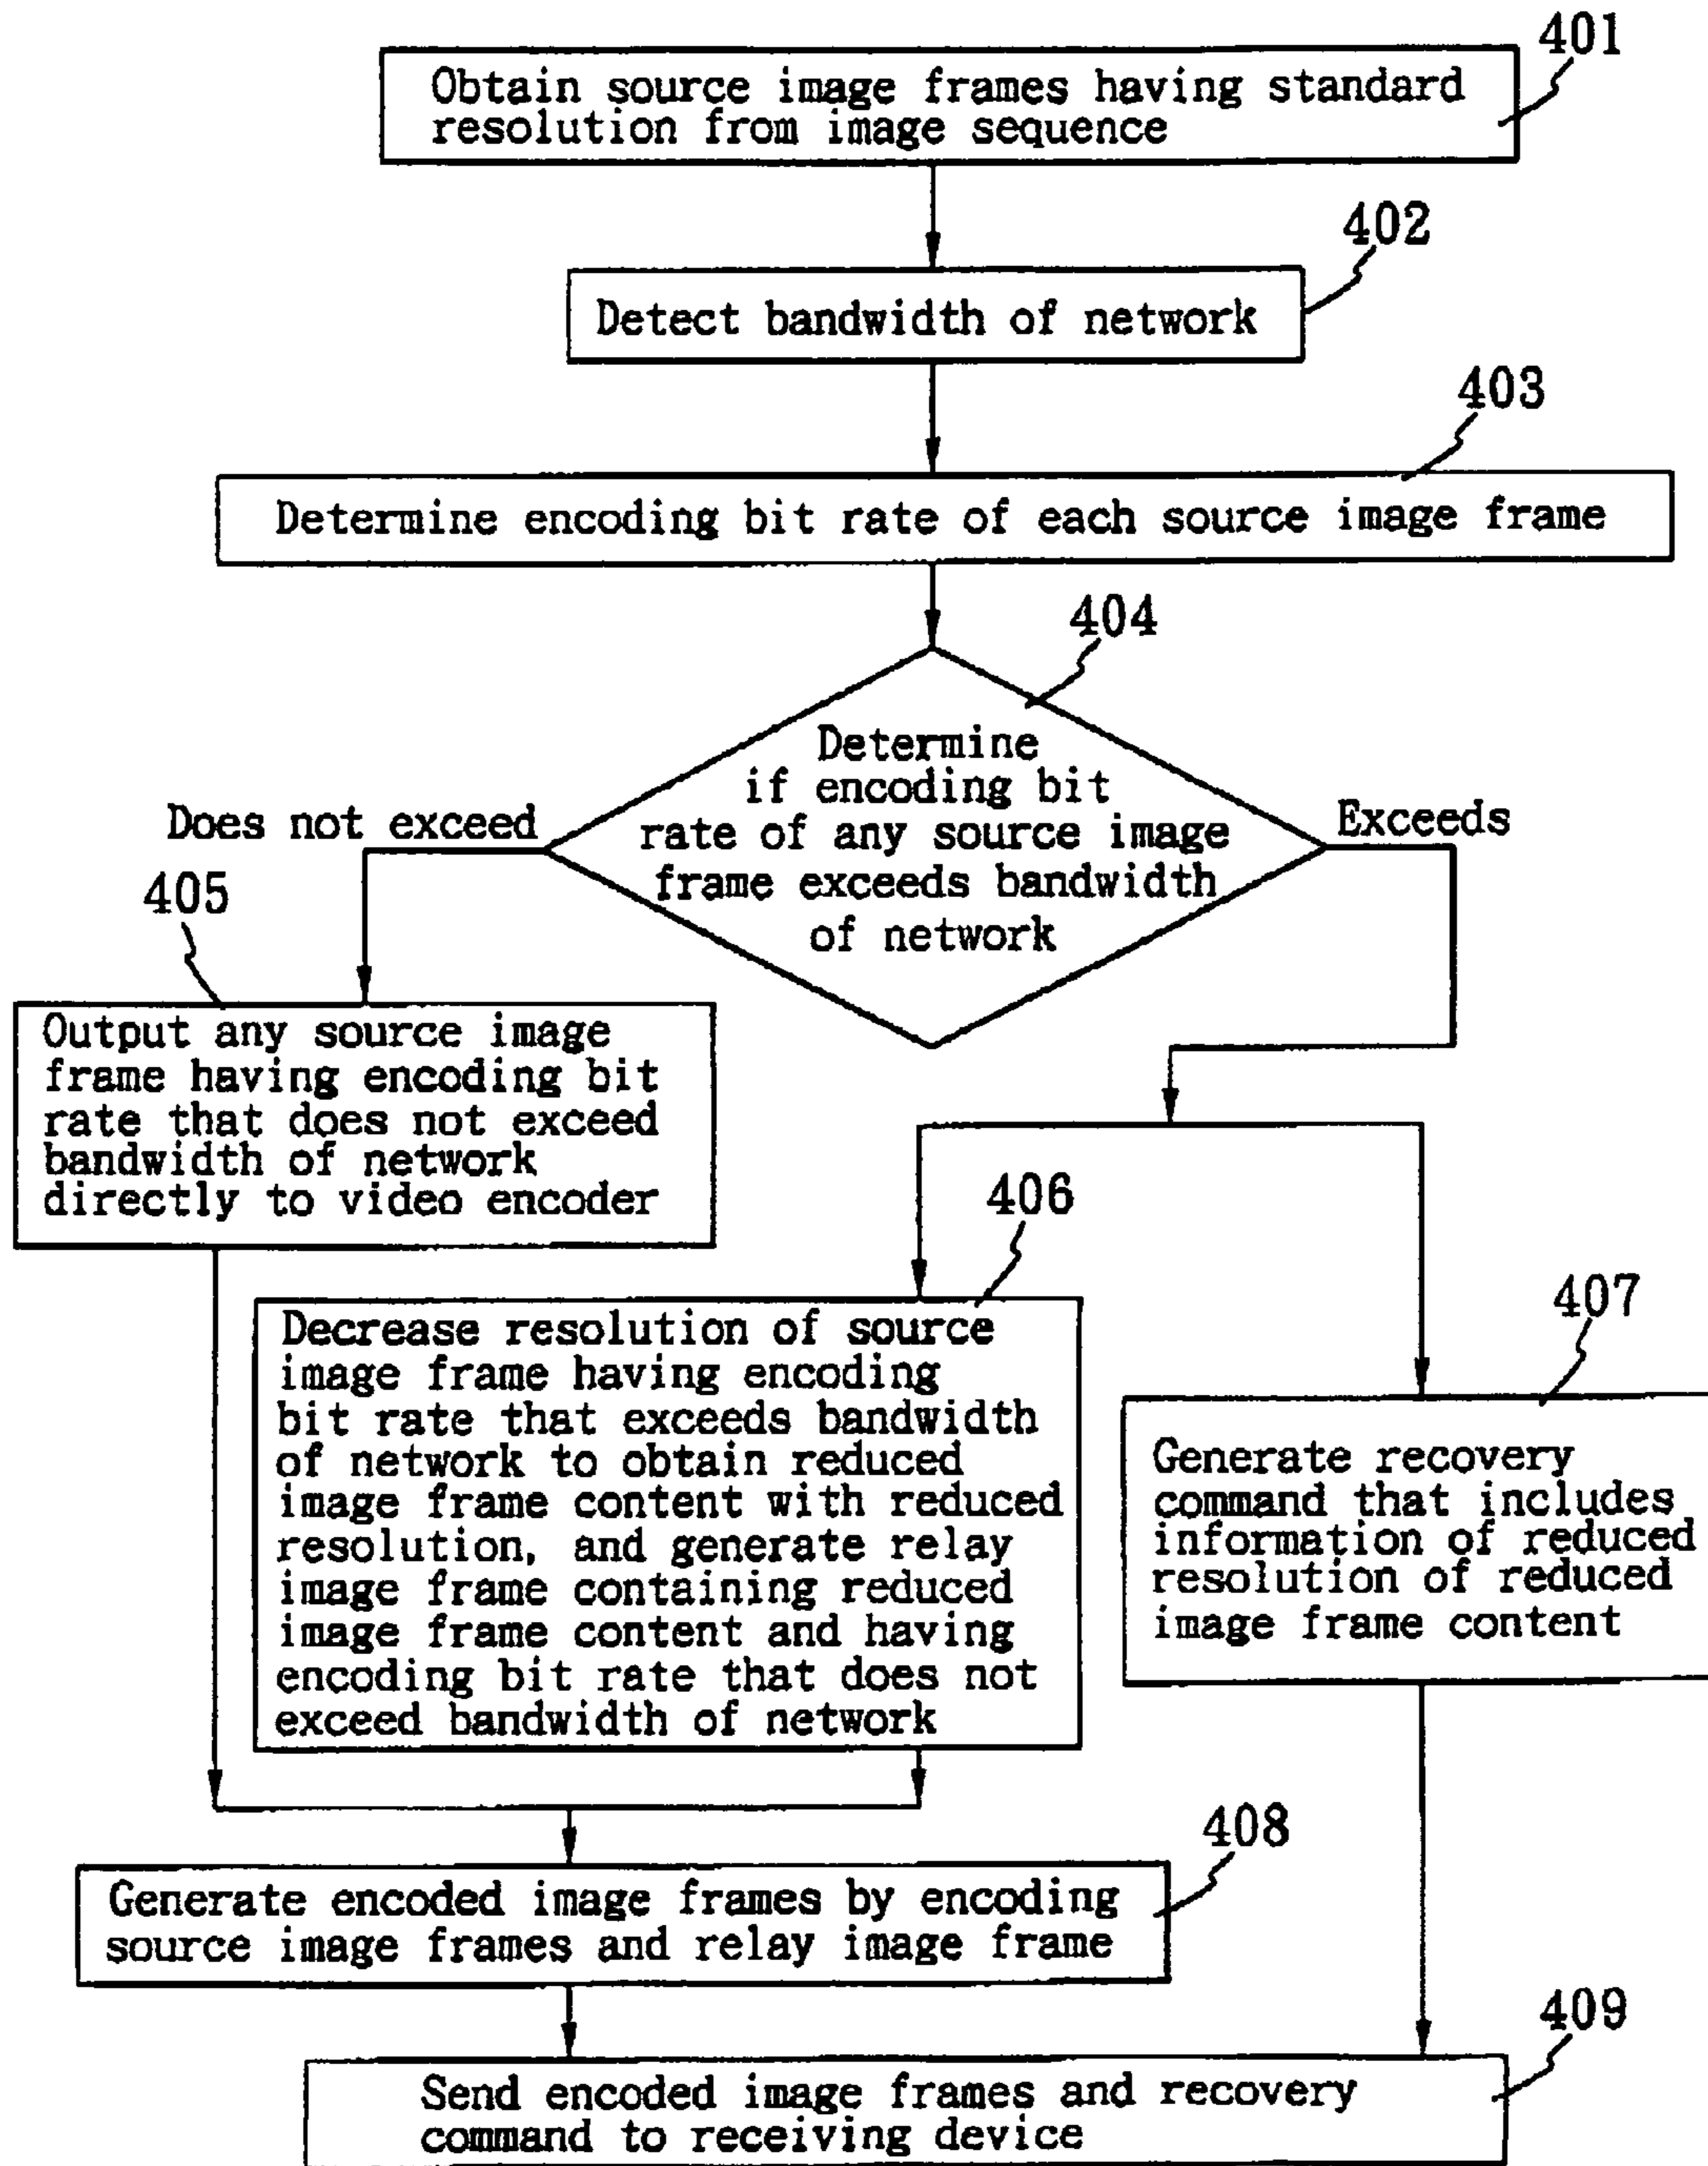 401
Obtain source image frames having standard
resolution from image sequence
402
Detect bandwidth of network
403
Determine encoding bit rate of each source image frame
404
Determine
if encoding bit
rate of any source image
frame exceeds bandwidth
of network
Does not exceed
Exceeds
405
Output any source image
frame having encoding bit
rate that does not exceed
bandwidth of network
directly to video encoder
406
Decrease resolution of source
image frame having encoding
bit rate that exceeds bandwidth
of network to obtain reduced
image frame content with reduced
resolution, and generate relay
image frame containing reduced
image frame content and having
encoding bit rate that does not
exceed bandwidth of network
407
Generate recovery
command that includes
information of reduced
resolution of reduced
image frame content
408
Generate encoded image frames by encoding
source image frames and relay image frame
409
Send encoded image frames and recovery
command to receiving device